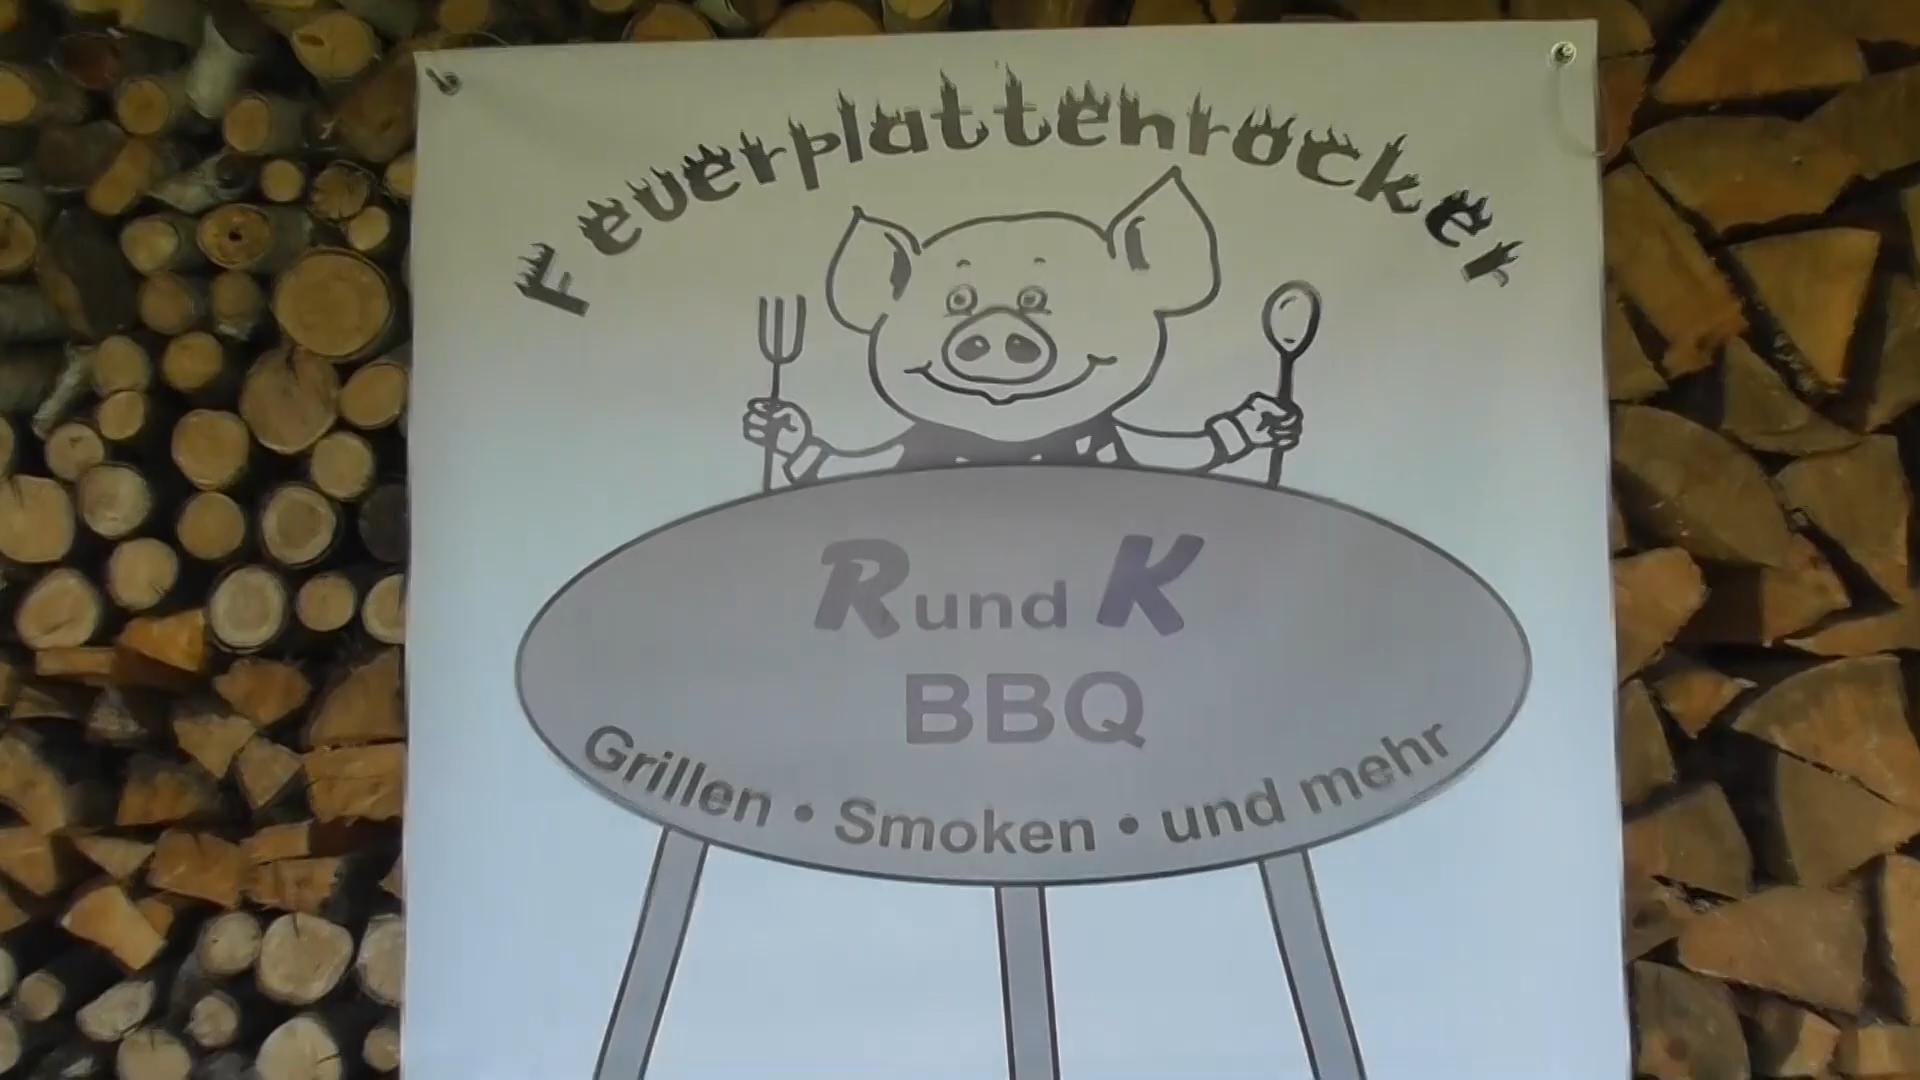 Feuerplattenrocker
R und K
BBQ
Grillen • Smoken • und mehr